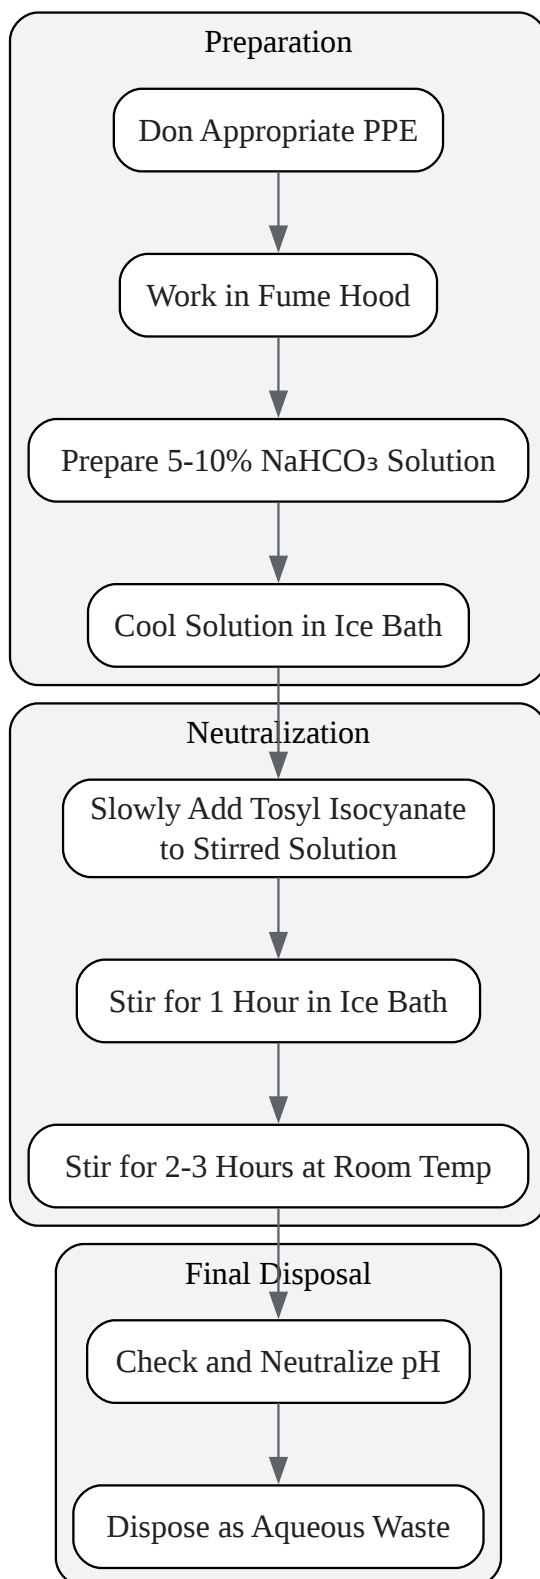 Preparation
Don Appropriate PPE
Work in Fume Hood
Prepare 5-10% NaHCO₃ Solution
Cool Solution in Ice Bath
Neutralization
Slowly Add Tosyl Isocyanate
to Stirred Solution
Stir for 1 Hour in Ice Bath
Stir for 2-3 Hours at Room Temp
Final Disposal
Check and Neutralize pH
Dispose as Aqueous Waste